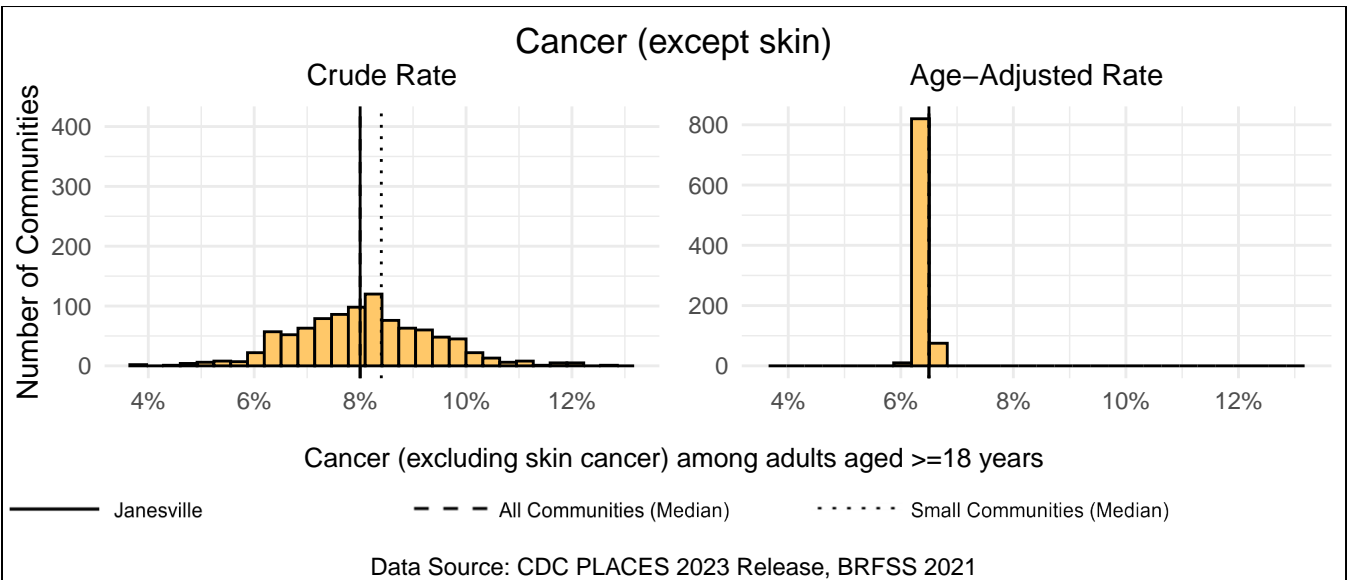 Cancer (except skin)
Crude Rate
Age−Adjusted Rate
Number of Communities
400
300
200
100
0
4%
6%
8%
10%
12%
800
600
400
200
0
4%
6%
8%
10%
12%
Cancer (excluding skin cancer) among adults aged >=18 years
Janesville
All Communities (Median)
Small Communities (Median)
Data Source: CDC PLACES 2023 Release, BRFSS 2021